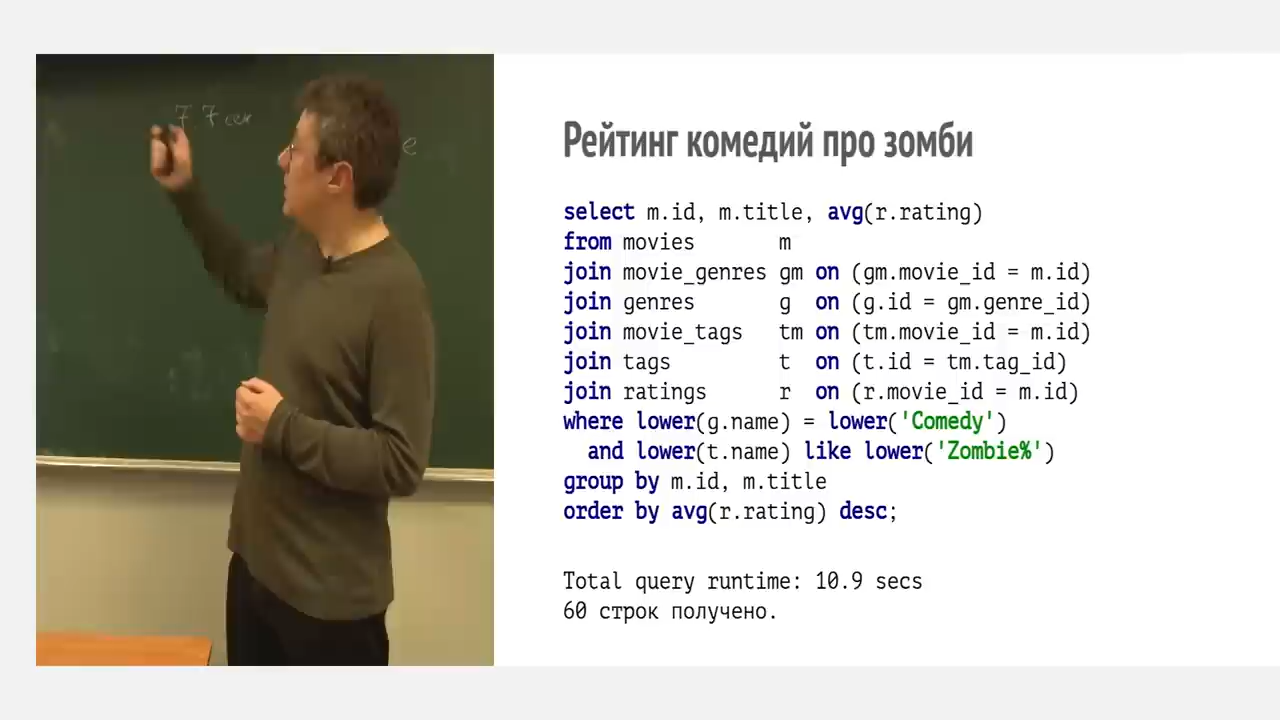 7 7 сек
е
Рейтинг комедий про зомби
select m.id, m.title, avg(r.rating)
from movies m
join movie_genres gm on (gm.movie_id = m.id)
join genres g on (g.id = gm.genre_id)
join movie_tags tm on (tm.movie_id = m.id)
join tags t on (t.id = tm.tag_id)
join ratings r on (r.movie_id = m.id)
where lower(g.name) = lower('Comedy')
and lower(t.name) like lower('Zombie%')
group by m.id, m.title
order by avg(r.rating) desc;
Total query runtime: 10.9 secs
60 строк получено.